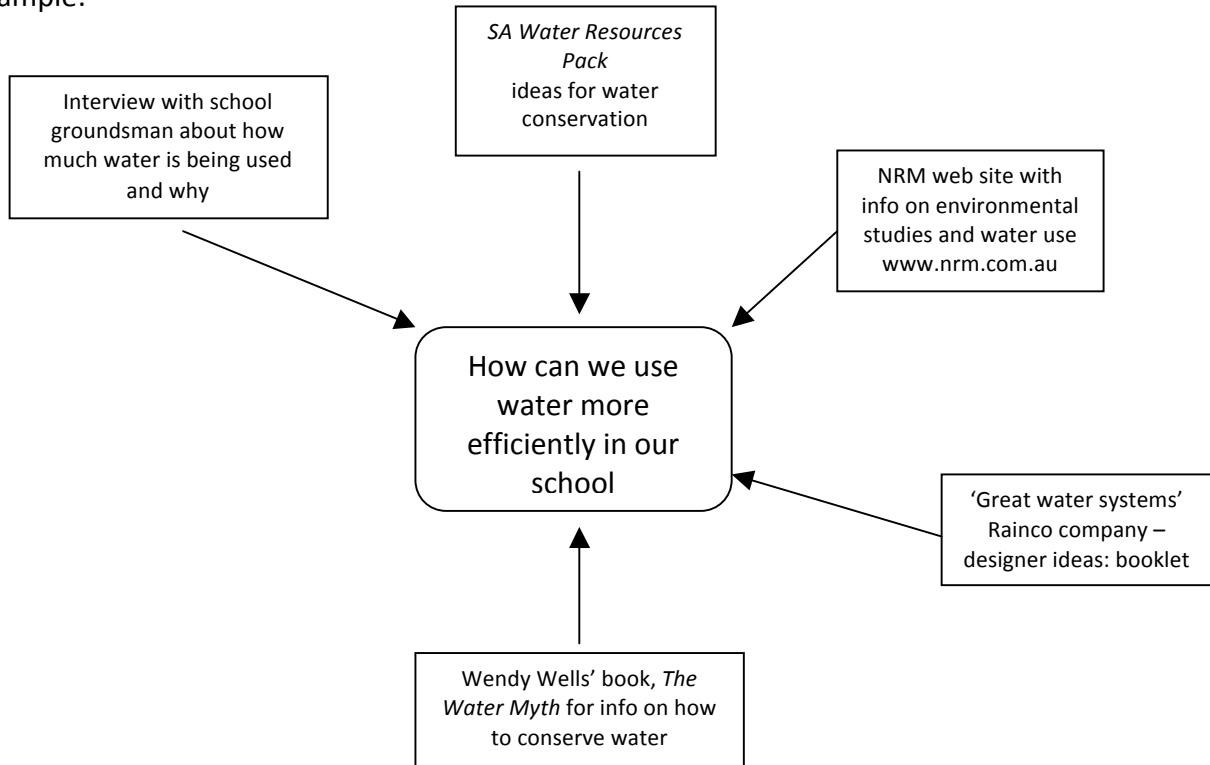 ample:
SA Water Resources
Pack
ideas for water
conservation
Interview with school
groundsman about how
much water is being used
and why
NRM web site with
info on environmental
studies and water use
www.nrm.com.au
How can we use
water more
efficiently in our
school
‘Great water systems’
Rainco company –
designer ideas: booklet
Wendy Wells’ book, The
Water Myth for info on how
to conserve water